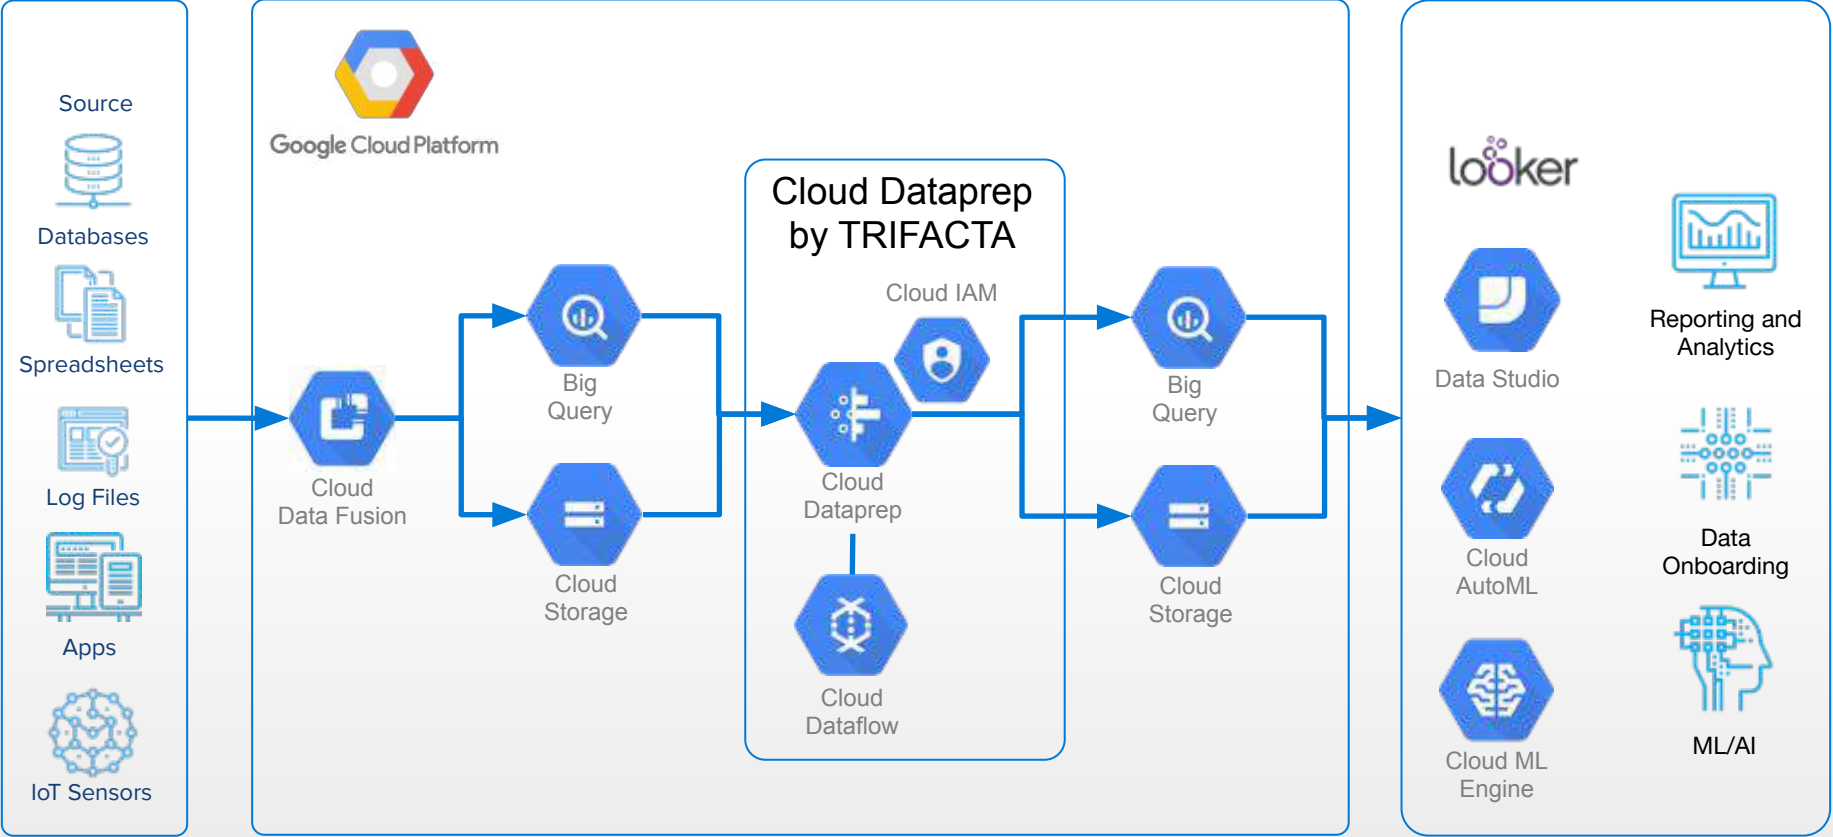 Source
Databases
Spreadsheets
Log Files
Apps
IoT Sensors
Google Cloud Platform
Cloud
Data Fusion
Big
Query
Cloud
Storage
Cloud Dataprep
by TRIFACTA
Cloud IAM
Cloud
Dataprep
Cloud
Dataflow
Big
Query
Cloud
Storage
looker
Data Studio
Cloud
AutoML
Cloud ML
Engine
Reporting and
Analytics
Data
Onboarding
ML/AI